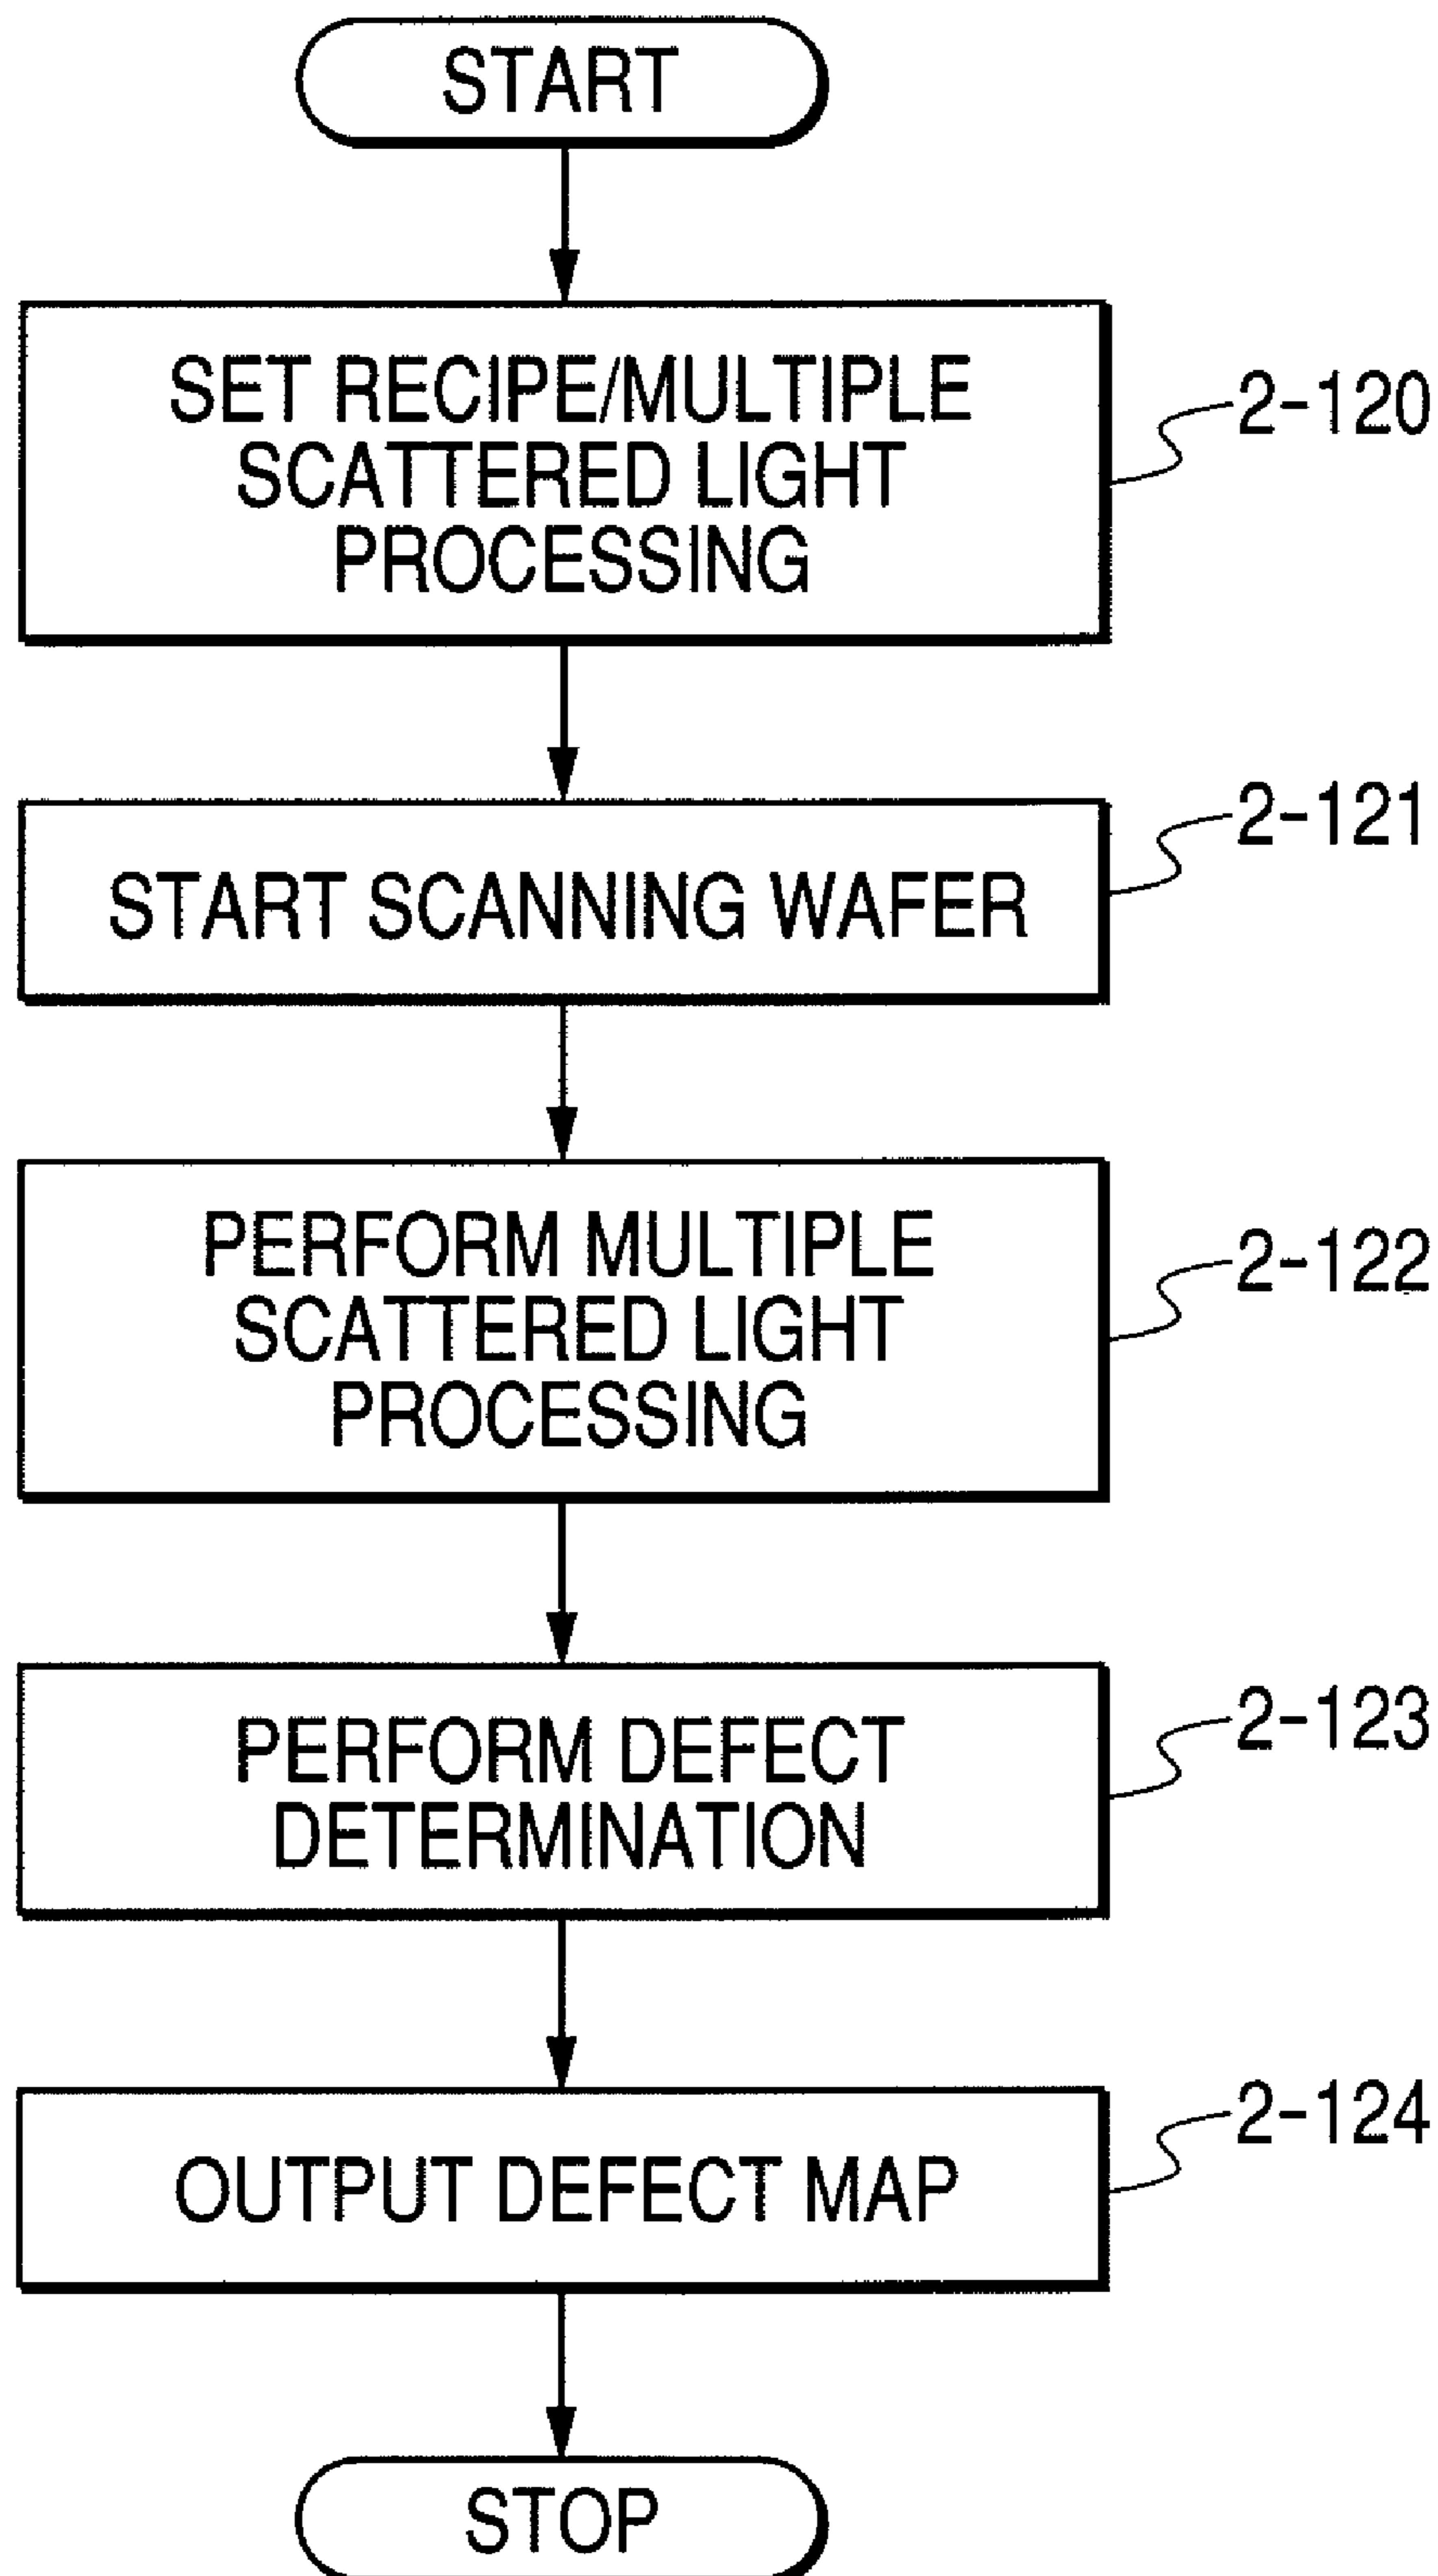 START
SET RECIPE/MULTIPLE
SCATTERED LIGHT
PROCESSING
2-120
START SCANNING WAFER
2-121
PERFORM MULTIPLE
SCATTERED LIGHT
PROCESSING
2-122
PERFORM DEFECT
DETERMINATION
2-123
OUTPUT DEFECT MAP
2-124
STOP